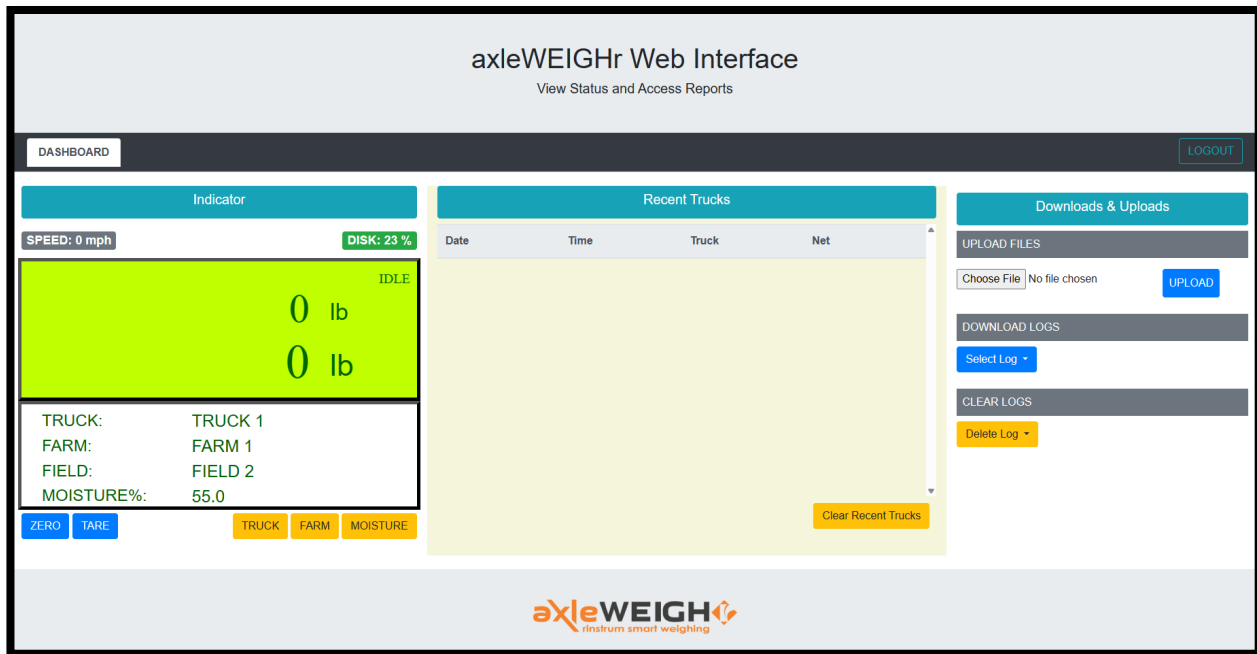 axleWEIGHr Web Interface
View Status and Access Reports
DASHBOARD
LOGOUT
Indicator
SPEED: 0 mph
DISK: 23 %
IDLE
0 lb
0 lb
TRUCK: TRUCK 1
FARM: FARM 1
FIELD: FIELD 2
MOISTURE%: 55.0
ZERO
TARE
TRUCK
FARM
MOISTURE
Recent Trucks
Date Time Truck Net
Clear Recent Trucks
Downloads & Uploads
UPLOAD FILES
Choose File No file chosen
UPLOAD
DOWNLOAD LOGS
Select Log
CLEAR LOGS
Delete Log
axleWEIGHr
rinstrum smart weighing